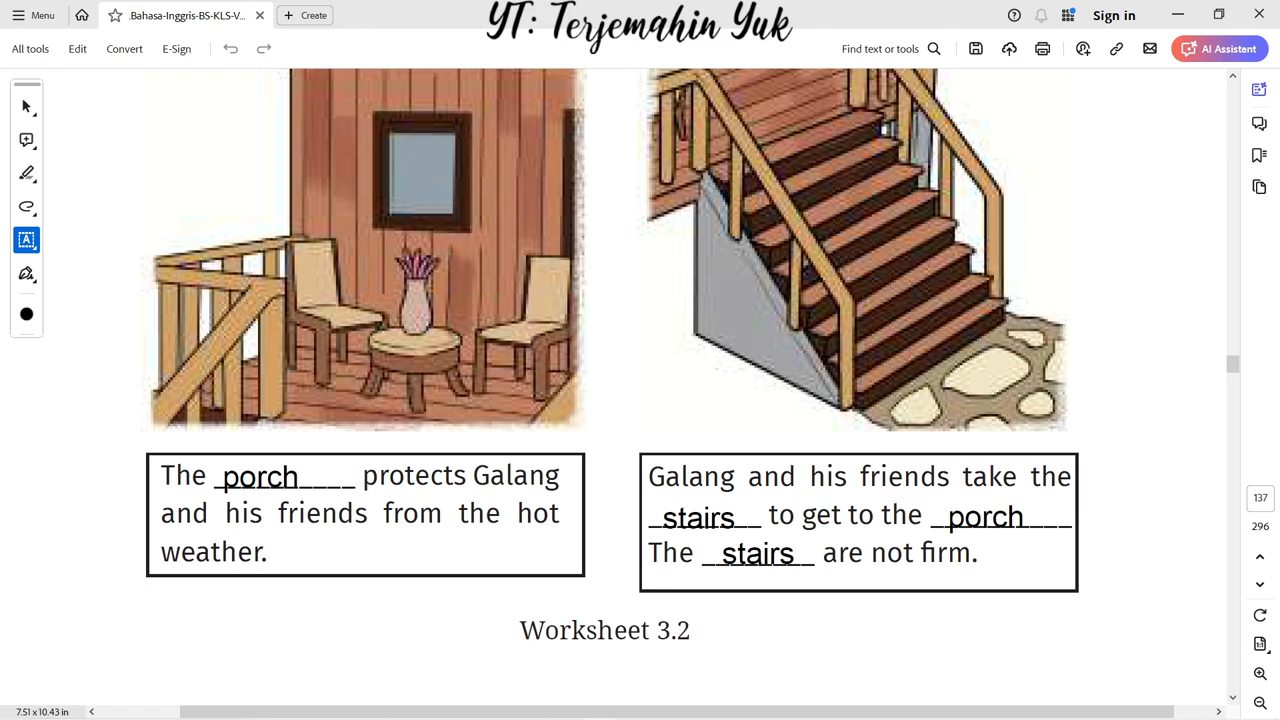 Menu
.Bahasa-Inggris-BS-KLS-V...
Create
YT: Terjemahin Yuk
Sign in
All tools Edit Convert E-Sign
Find text or tools
AI Assistant
The porch protects Galang
and his friends from the hot
weather.
Galang and his friends take the
stairs to get to the porch
The stairs are not firm.
Worksheet 3.2
137
296
7.51 x 10.43 in